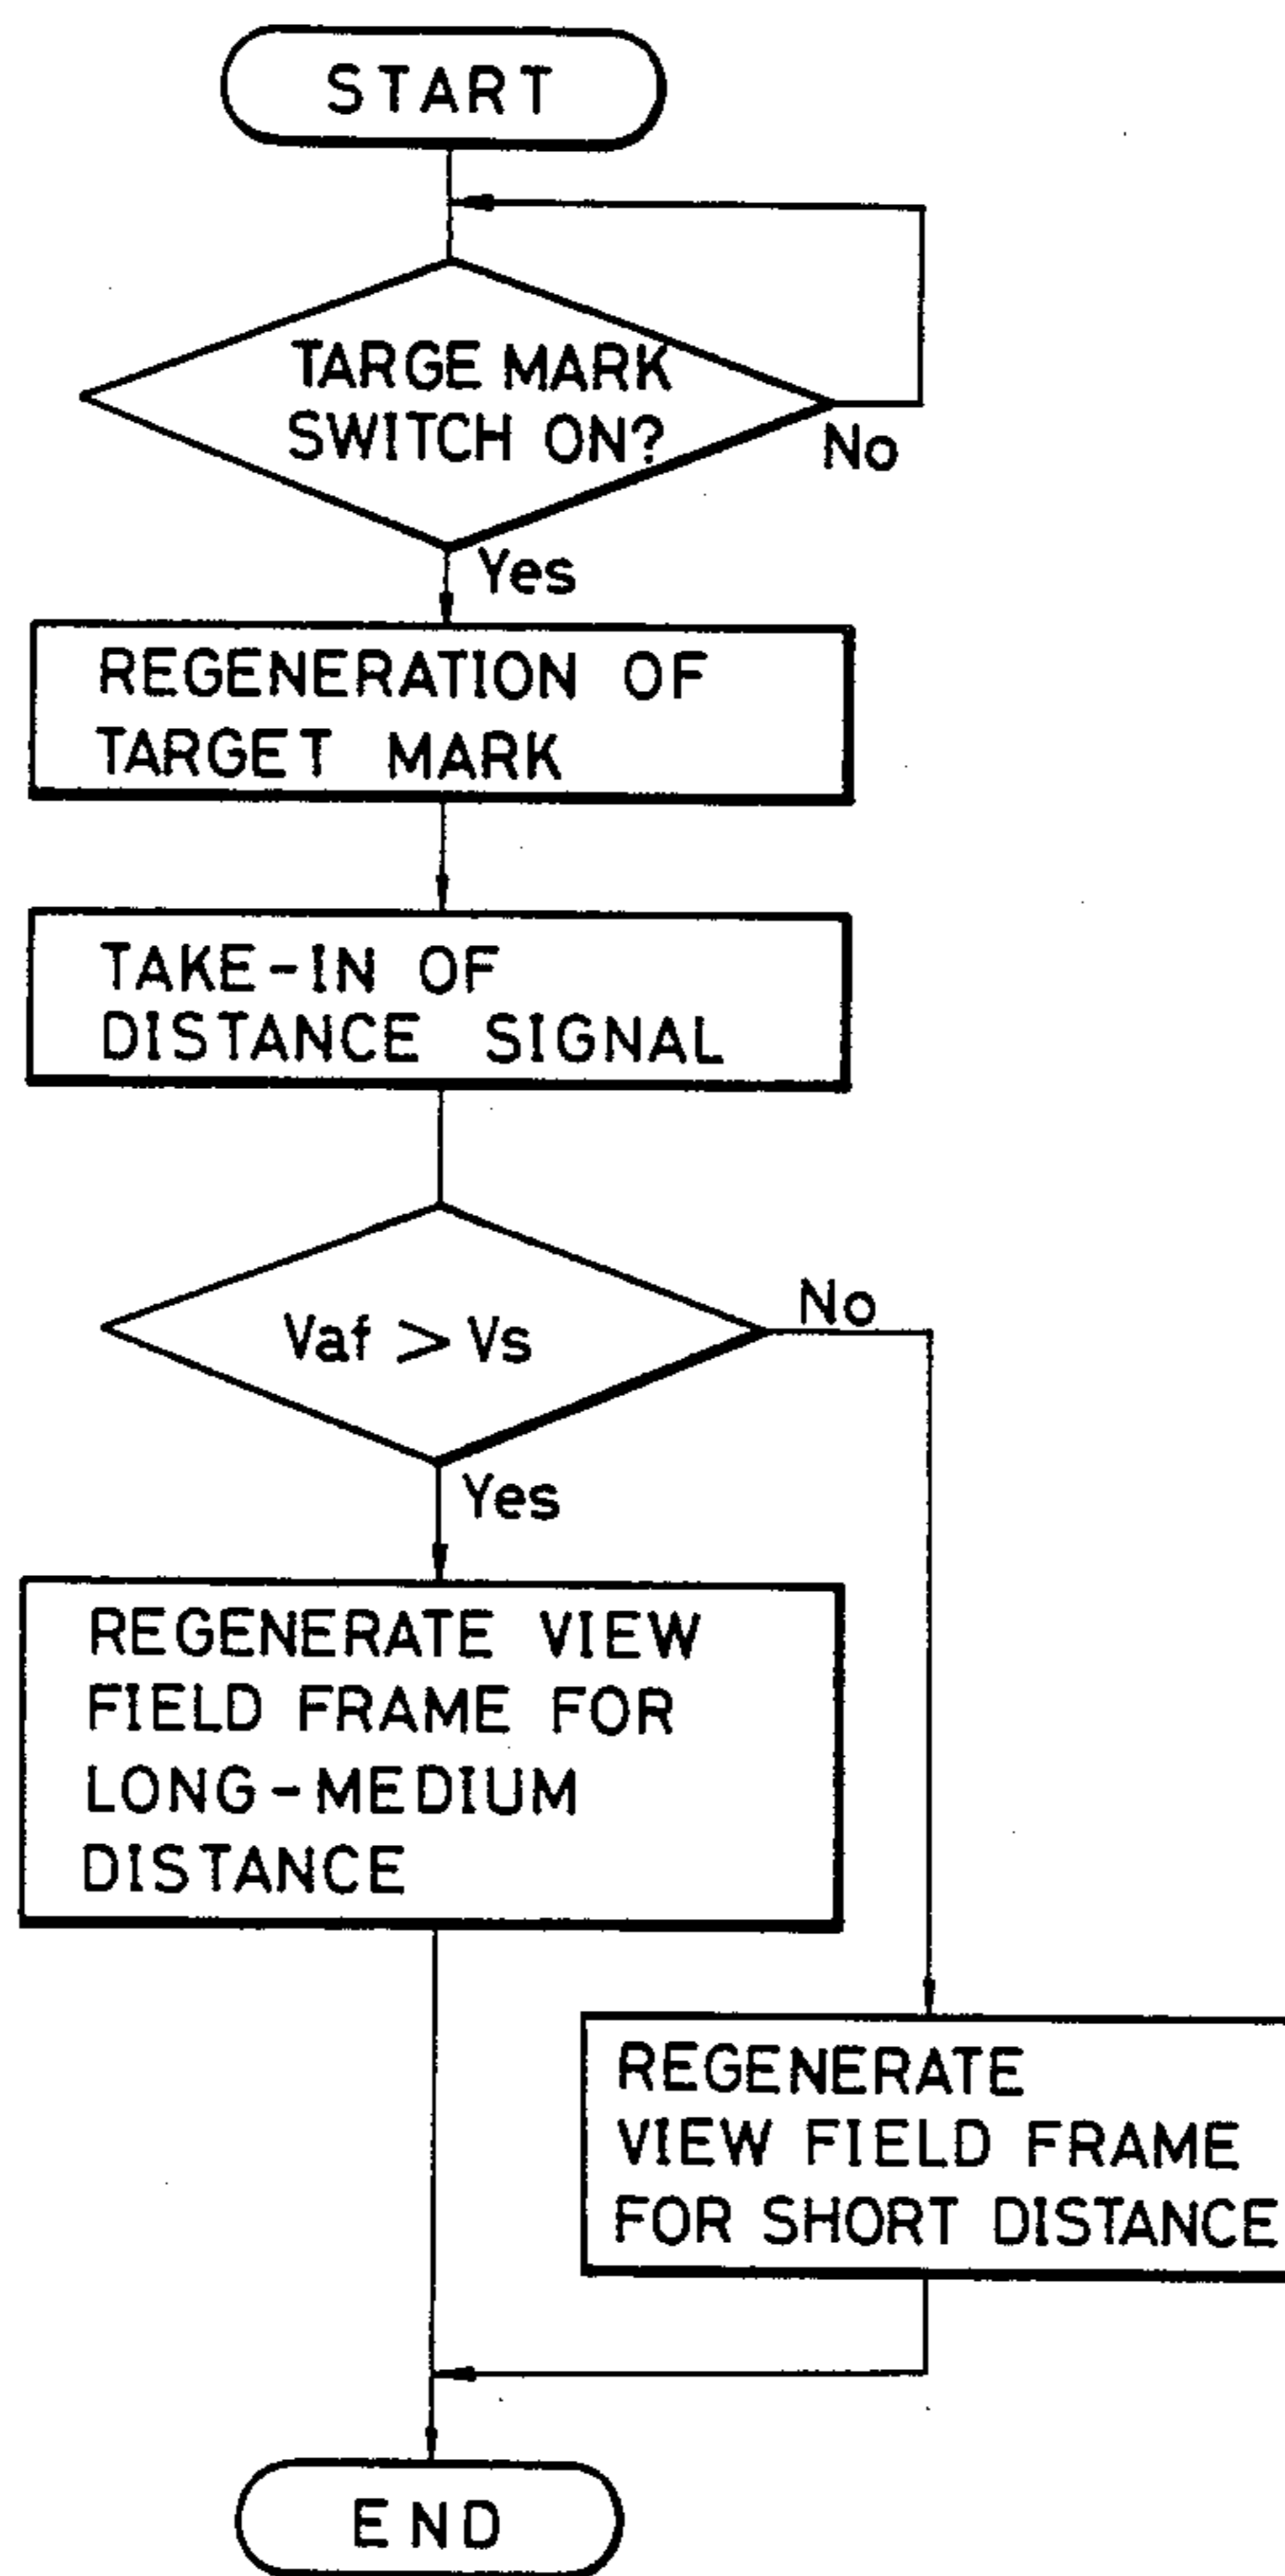 START
TARGE MARK
SWITCH ON?
No
Yes
REGENERATION OF
TARGET MARK
TAKE-IN OF
DISTANCE SIGNAL
Vaf > Vs
No
Yes
REGENERATE VIEW
FIELD FRAME FOR
LONG-MEDIUM
DISTANCE
REGENERATE
VIEW FIELD FRAME
FOR SHORT DISTANCE
END